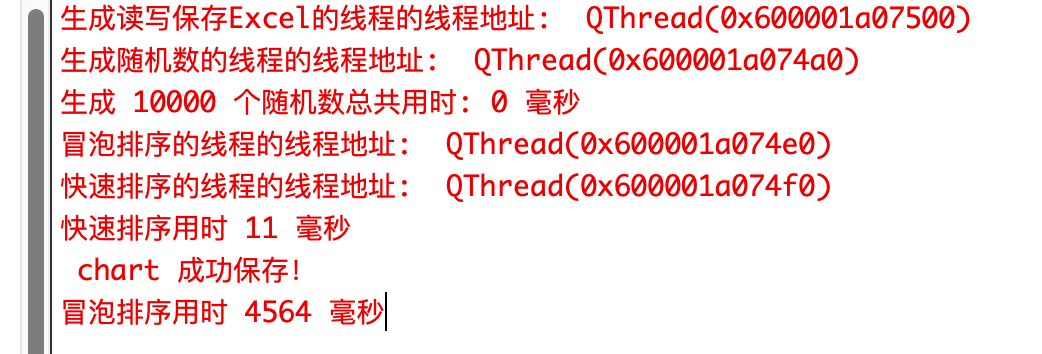 生成读写保存Excel的线程的线程地址： QThread(0x600001a07500)
生成随机数的线程的线程地址： QThread(0x600001a074a0)
生成 10000 个随机数总共用时: 0 毫秒
冒泡排序的线程的线程地址： QThread(0x600001a074e0)
快速排序的线程的线程地址： QThread(0x600001a074f0)
快速排序用时 11 毫秒
chart 成功保存!
冒泡排序用时 4564 毫秒